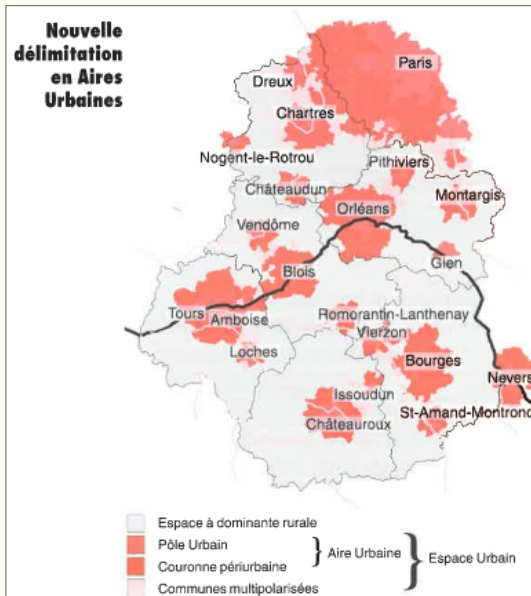 Nouvelle
délimitation
en Aires
Urbaines
Paris
Dreux
Chartres
Nogent-le-Rotrou
Pithiviers
Châteaudun
Montargis
Orléans
Vendôme
Gien
Blois
Tours
Amboise
Romorantin-Lanthenay
Vierzon
Loches
Bourges
Nevers
Issoudun
St-Amand-Montrond
Châteauroux
Espace à dominante rurale
Pôle Urbain
Aire Urbaine
Espace Urbain
Couronne périurbaine
Communes multipolarisées